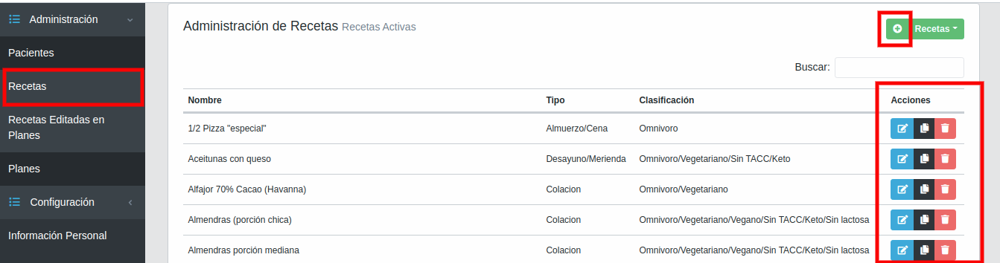 Administración
Pacientes
Recetas
Recetas Editadas en
Planes
Planes
Configuración
Información Personal
Administración de Recetas Recetas Activas
Recetas
Buscar:
Nombre Tipo Clasificación Acciones
1/2 Pizza "especial" Almuerzo/Cena Omnivoro
Aceitunas con queso Desayuno/Merienda Omnivoro/Vegetariano/Sin TACC/Keto
Alfajor 70% Cacao (Havanna) Colacion Omnivoro/Vegetariano
Almendras (porción chica) Colacion Omnivoro/Vegetariano/Vegano/Sin TACC/Keto/Sin lactosa
Almendras porción mediana Colacion Omnivoro/Vegetariano/Vegano/Sin TACC/Keto/Sin lactosa